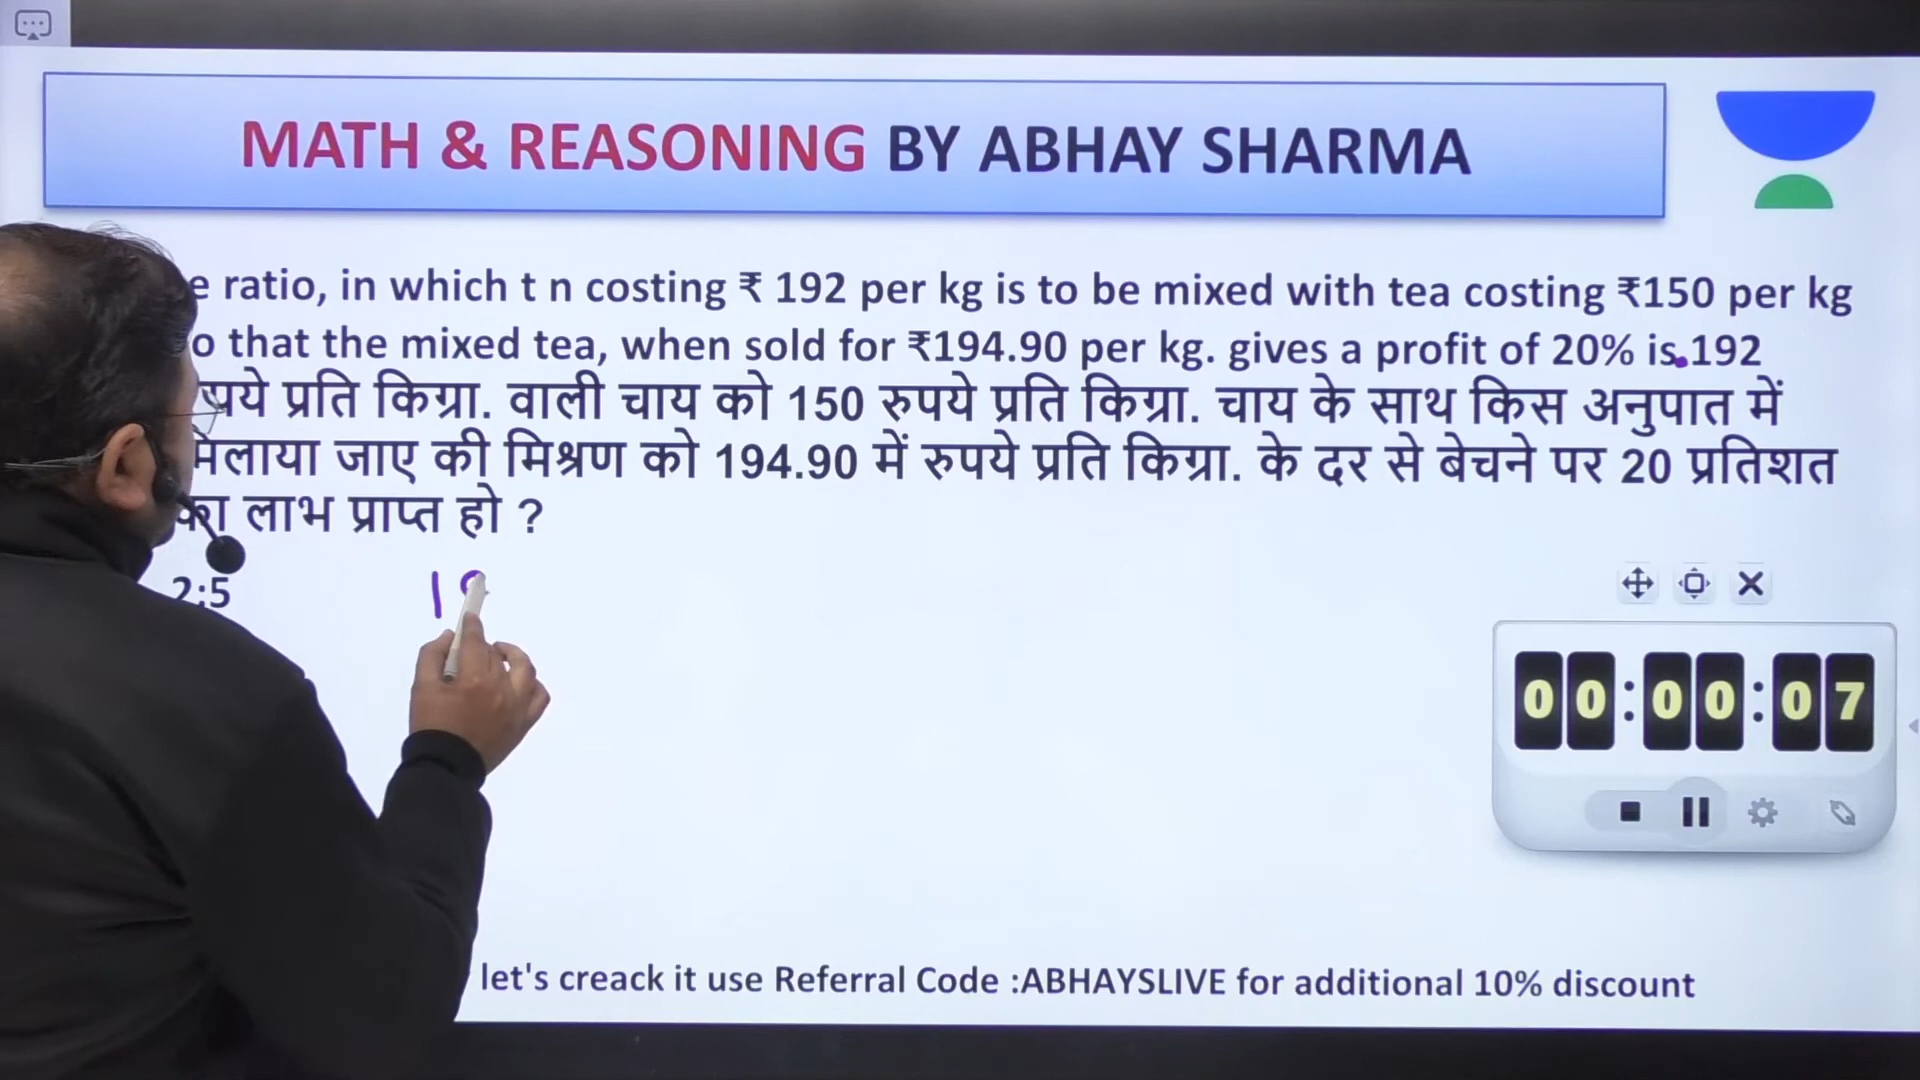 MATH & REASONING BY ABHAY SHARMA
e ratio, in which t n costing ₹ 192 per kg is to be mixed with tea costing ₹150 per kg
o that the mixed tea, when sold for ₹194.90 per kg. gives a profit of 20% is.192
पये प्रति किग्रा. वाली चाय को 150 रुपये प्रति किग्रा. चाय के साथ किस अनुपात में
मिलाया जाए की मिश्रण को 194.90 में रुपये प्रति किग्रा. के दर से बेचने पर 20 प्रतिशत
का लाभ प्राप्त हो ?
2:5
00:00:07
let's creack it use Referral Code :ABHAYSLIVE for additional 10% discount